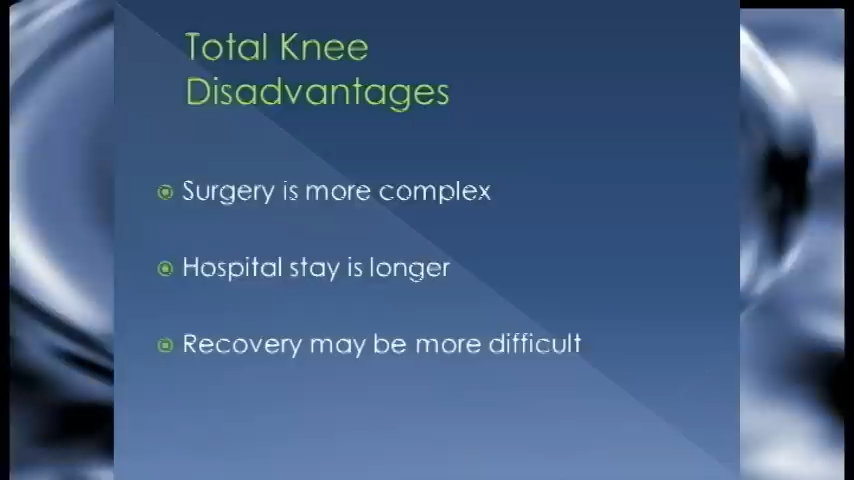 Total Knee
Disadvantages
Surgery is more complex
Hospital stay is longer
Recovery may be more difficult